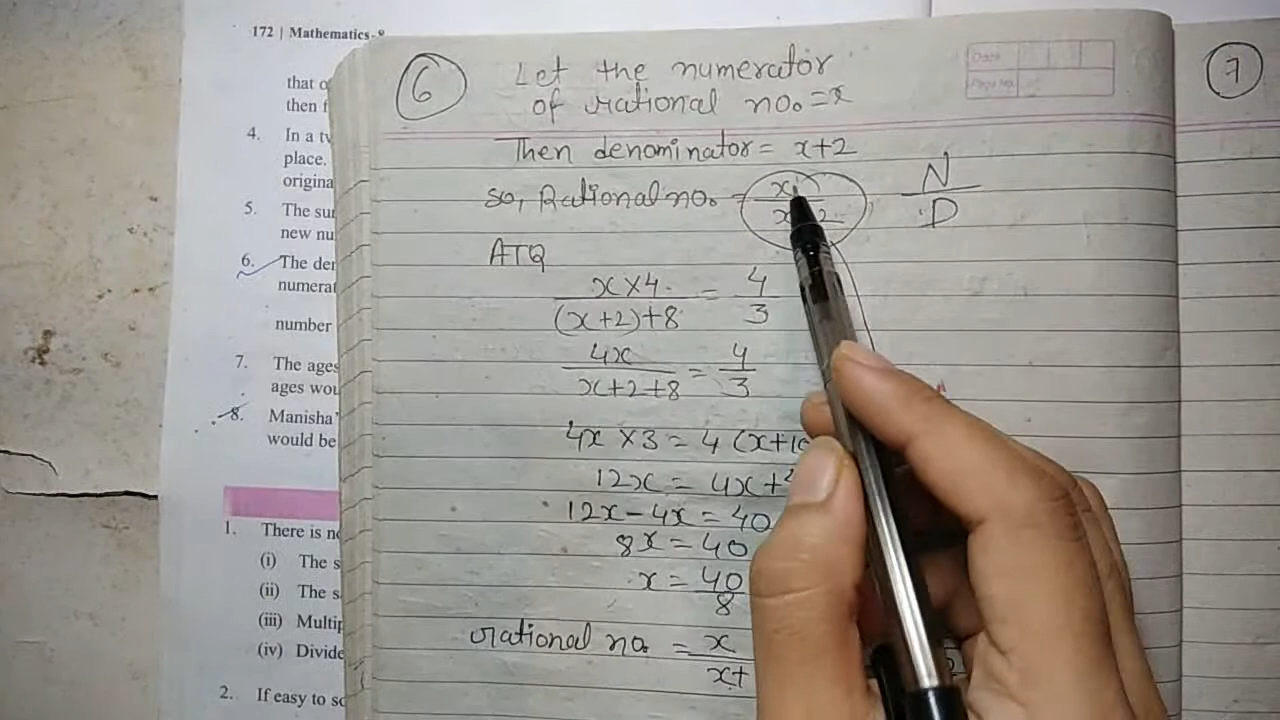 172 | Mathematics-8
that
then
4. In a
place.
origina
5. The sur
new nu
6. The der
numerat
number
7. The ages
ages wou
8. Manisha'
would be
1. There is
(i) The s
(ii) The s
(iii) Multip
(iv) Divide
2. If easy to
6
Let the numerator
of rational no. = x
Date
Page No.
7
Then denominator = x+2
so, Rational no. = x
N
D
ATQ
x×4 / (x+2)+8 = 4/3
4x / x+2+8 = 4/3
4x ×3 = 4 (x+10
12x = 4x+
12x-4x = 40
8x = 40
x = 40/8
rational no. = x / x+